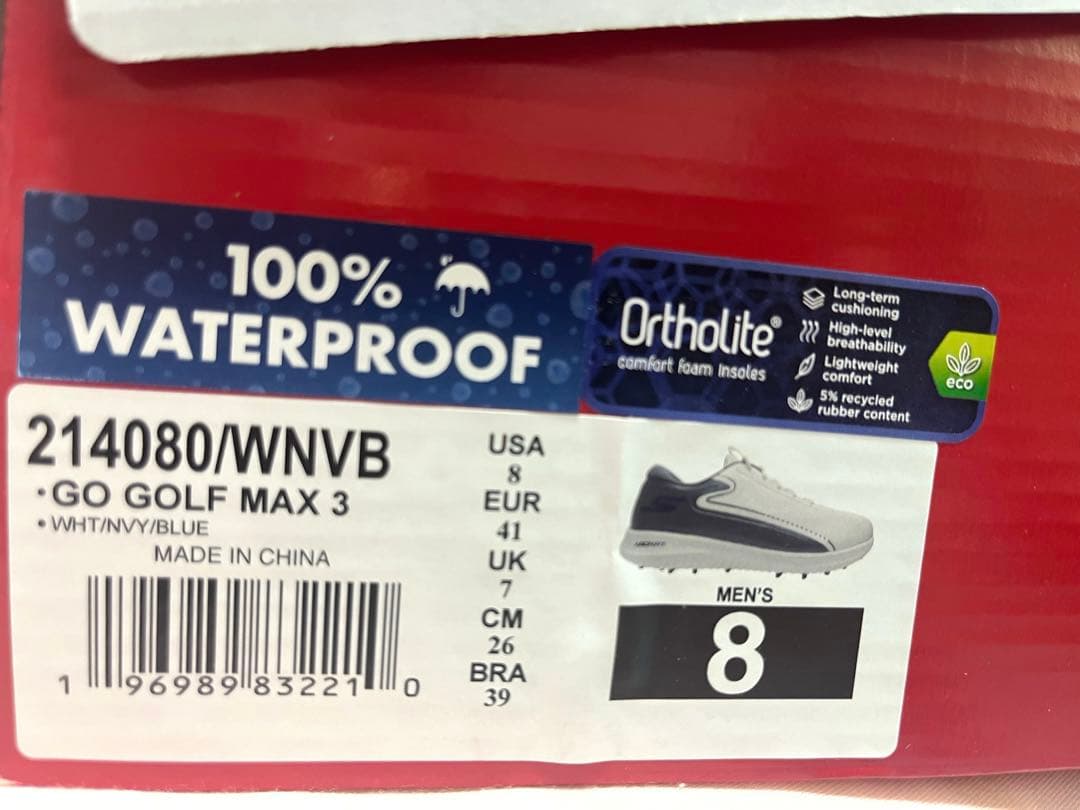 100%
WATERPROOF
OrthoLite®
comfort foam insoles
Long-term
cushioning
High-level
breathability
Lightweight
comfort
5% recycled
rubber content
eco
214080/WNVB
•GO GOLF MAX 3
• WHT/NVY/BLUE
MADE IN CHINA
1 96989 83221 0
USA
8
EUR
41
UK
7
CM
26
BRA
39
MEN'S
8